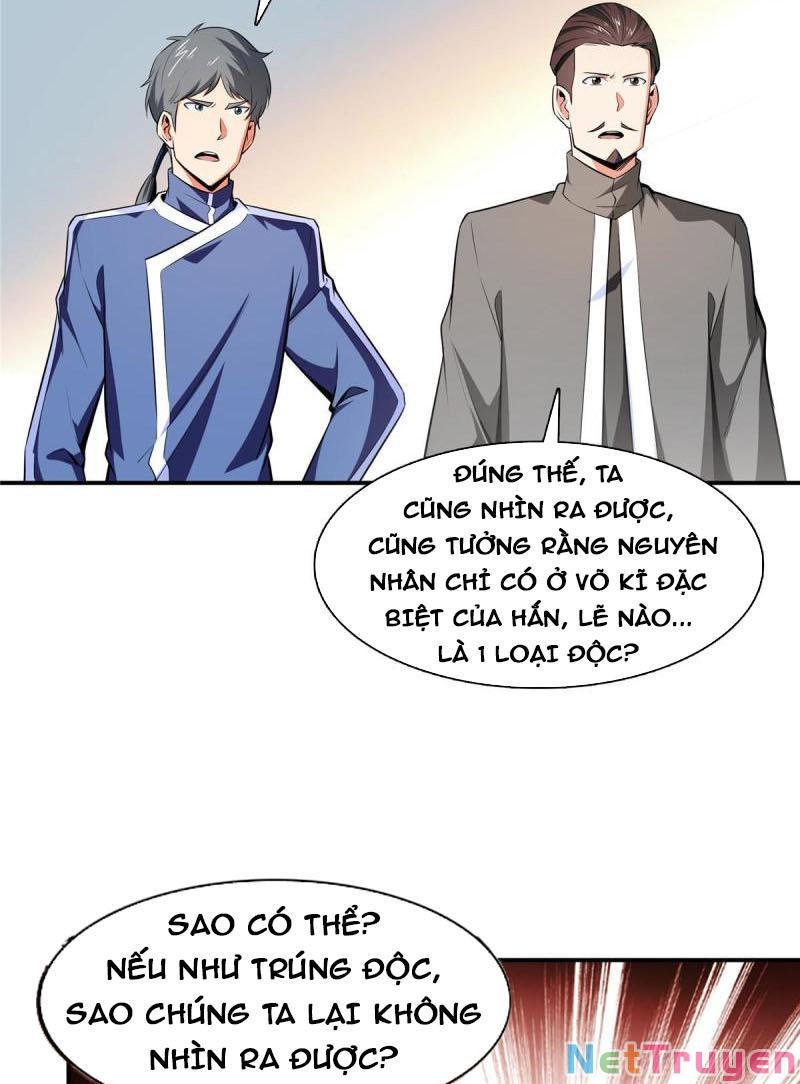 ĐÚNG THẾ, TA
CŨNG NHÌN RA ĐƯỢC,
CŨNG TƯỞNG RẰNG NGUYÊN
NHÂN CHỈ CÓ Ở VÕ KĨ ĐẶC
BIỆT CỦA HẮN, LẼ NÀO...
LÀ 1 LOẠI ĐỘC?
SAO CÓ THỂ?
NẾU NHƯ TRÚNG ĐỘC,
SAO CHÚNG TA LẠI KHÔNG
NHÌN RA ĐƯỢC?
NetTruyen